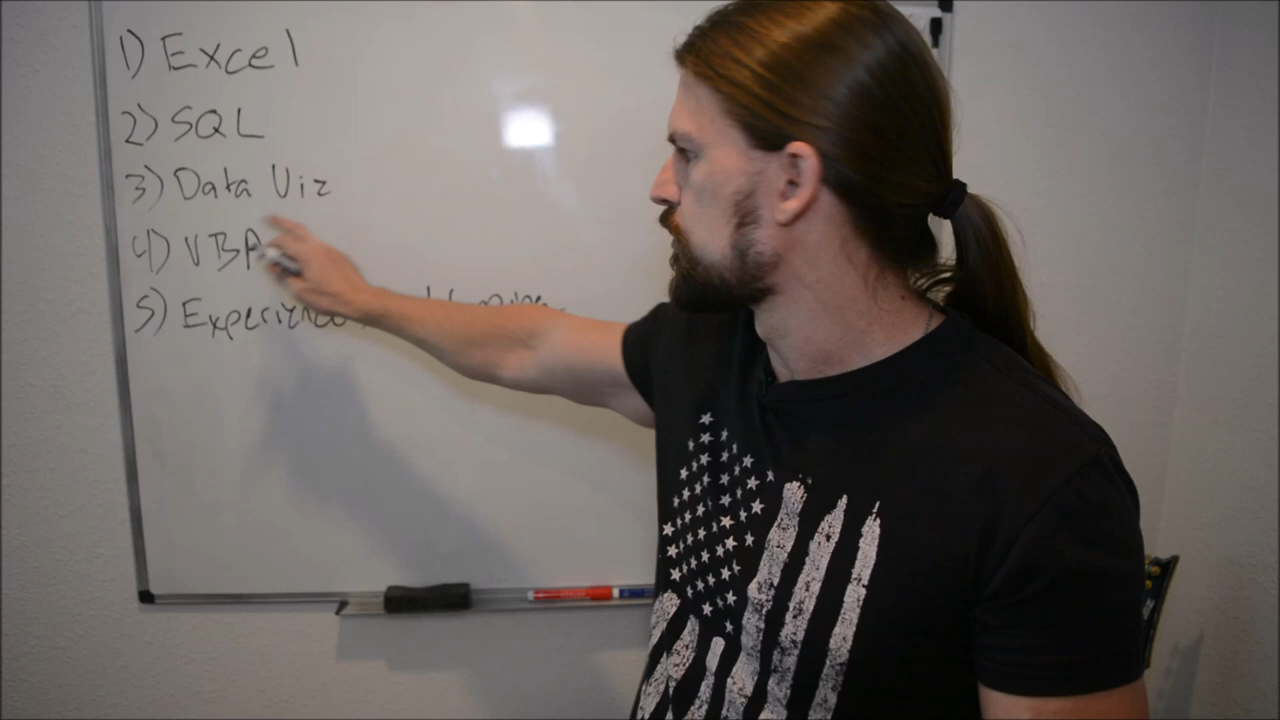 1) Excel
2) SQL
3) Data Viz
4) VBA
5) Experience